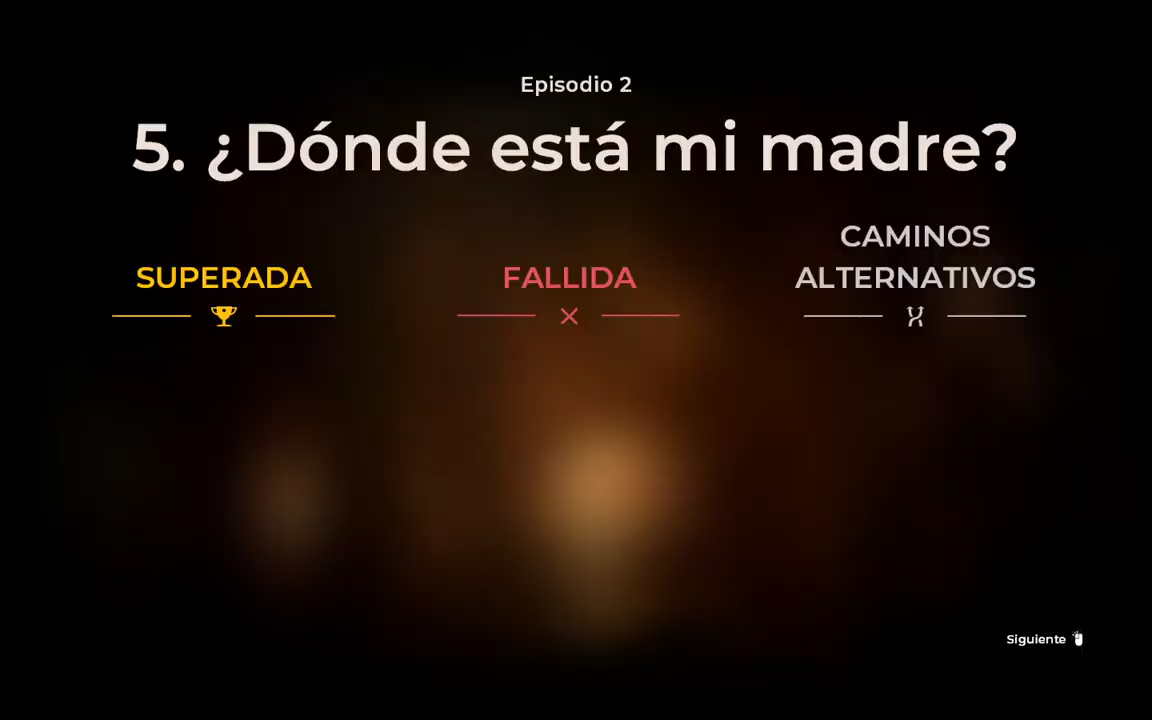 Episodio 2
5. ¿Dónde está mi madre?
SUPERADA
FALLIDA
CAMINOS
ALTERNATIVOS
Siguiente